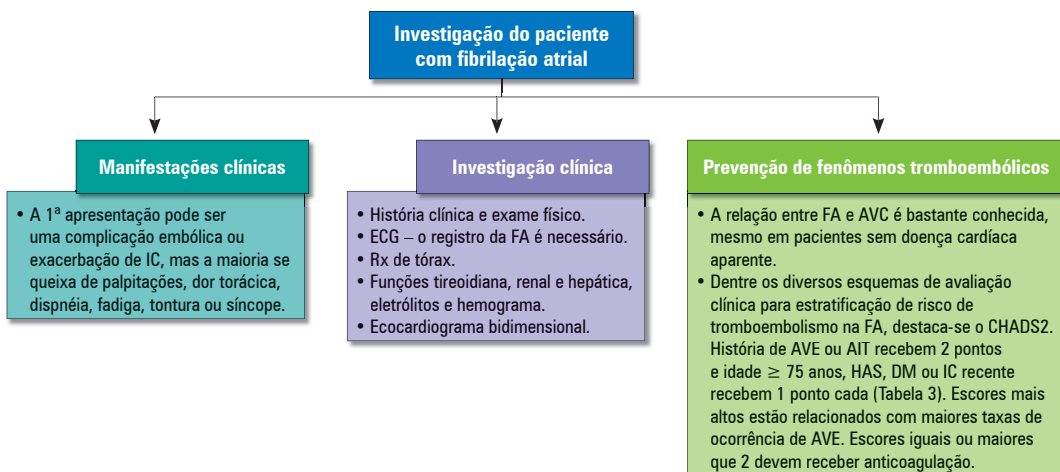 Investigação do paciente
com fibrilação atrial
Manifestações clínicas
• A 1ª apresentação pode ser
uma complicação embólica ou
exacerbação de IC, mas a maioria se
queixa de palpitações, dor torácica,
dispnéia, fadiga, tontura ou síncope.
Investigação clínica
• História clínica e exame físico.
• ECG – o registro da FA é necessário.
• Rx de tórax.
• Funções tireoidiana, renal e hepática,
eletrólitos e hemograma.
• Ecocardiograma bidimensional.
Prevenção de fenômenos tromboembólicos
• A relação entre FA e AVC é bastante conhecida,
mesmo em pacientes sem doença cardíaca
aparente.
• Dentre os diversos esquemas de avaliação
clínica para estratificação de risco de
tromboembolismo na FA, destaca-se o CHADS2.
História de AVE ou AIT recebem 2 pontos
e idade ≥ 75 anos, HAS, DM ou IC recente
recebem 1 ponto cada (Tabela 3). Escores mais
altos estão relacionados com maiores taxas de
ocorrência de AVE. Escores iguais ou maiores
que 2 devem receber anticoagulação.